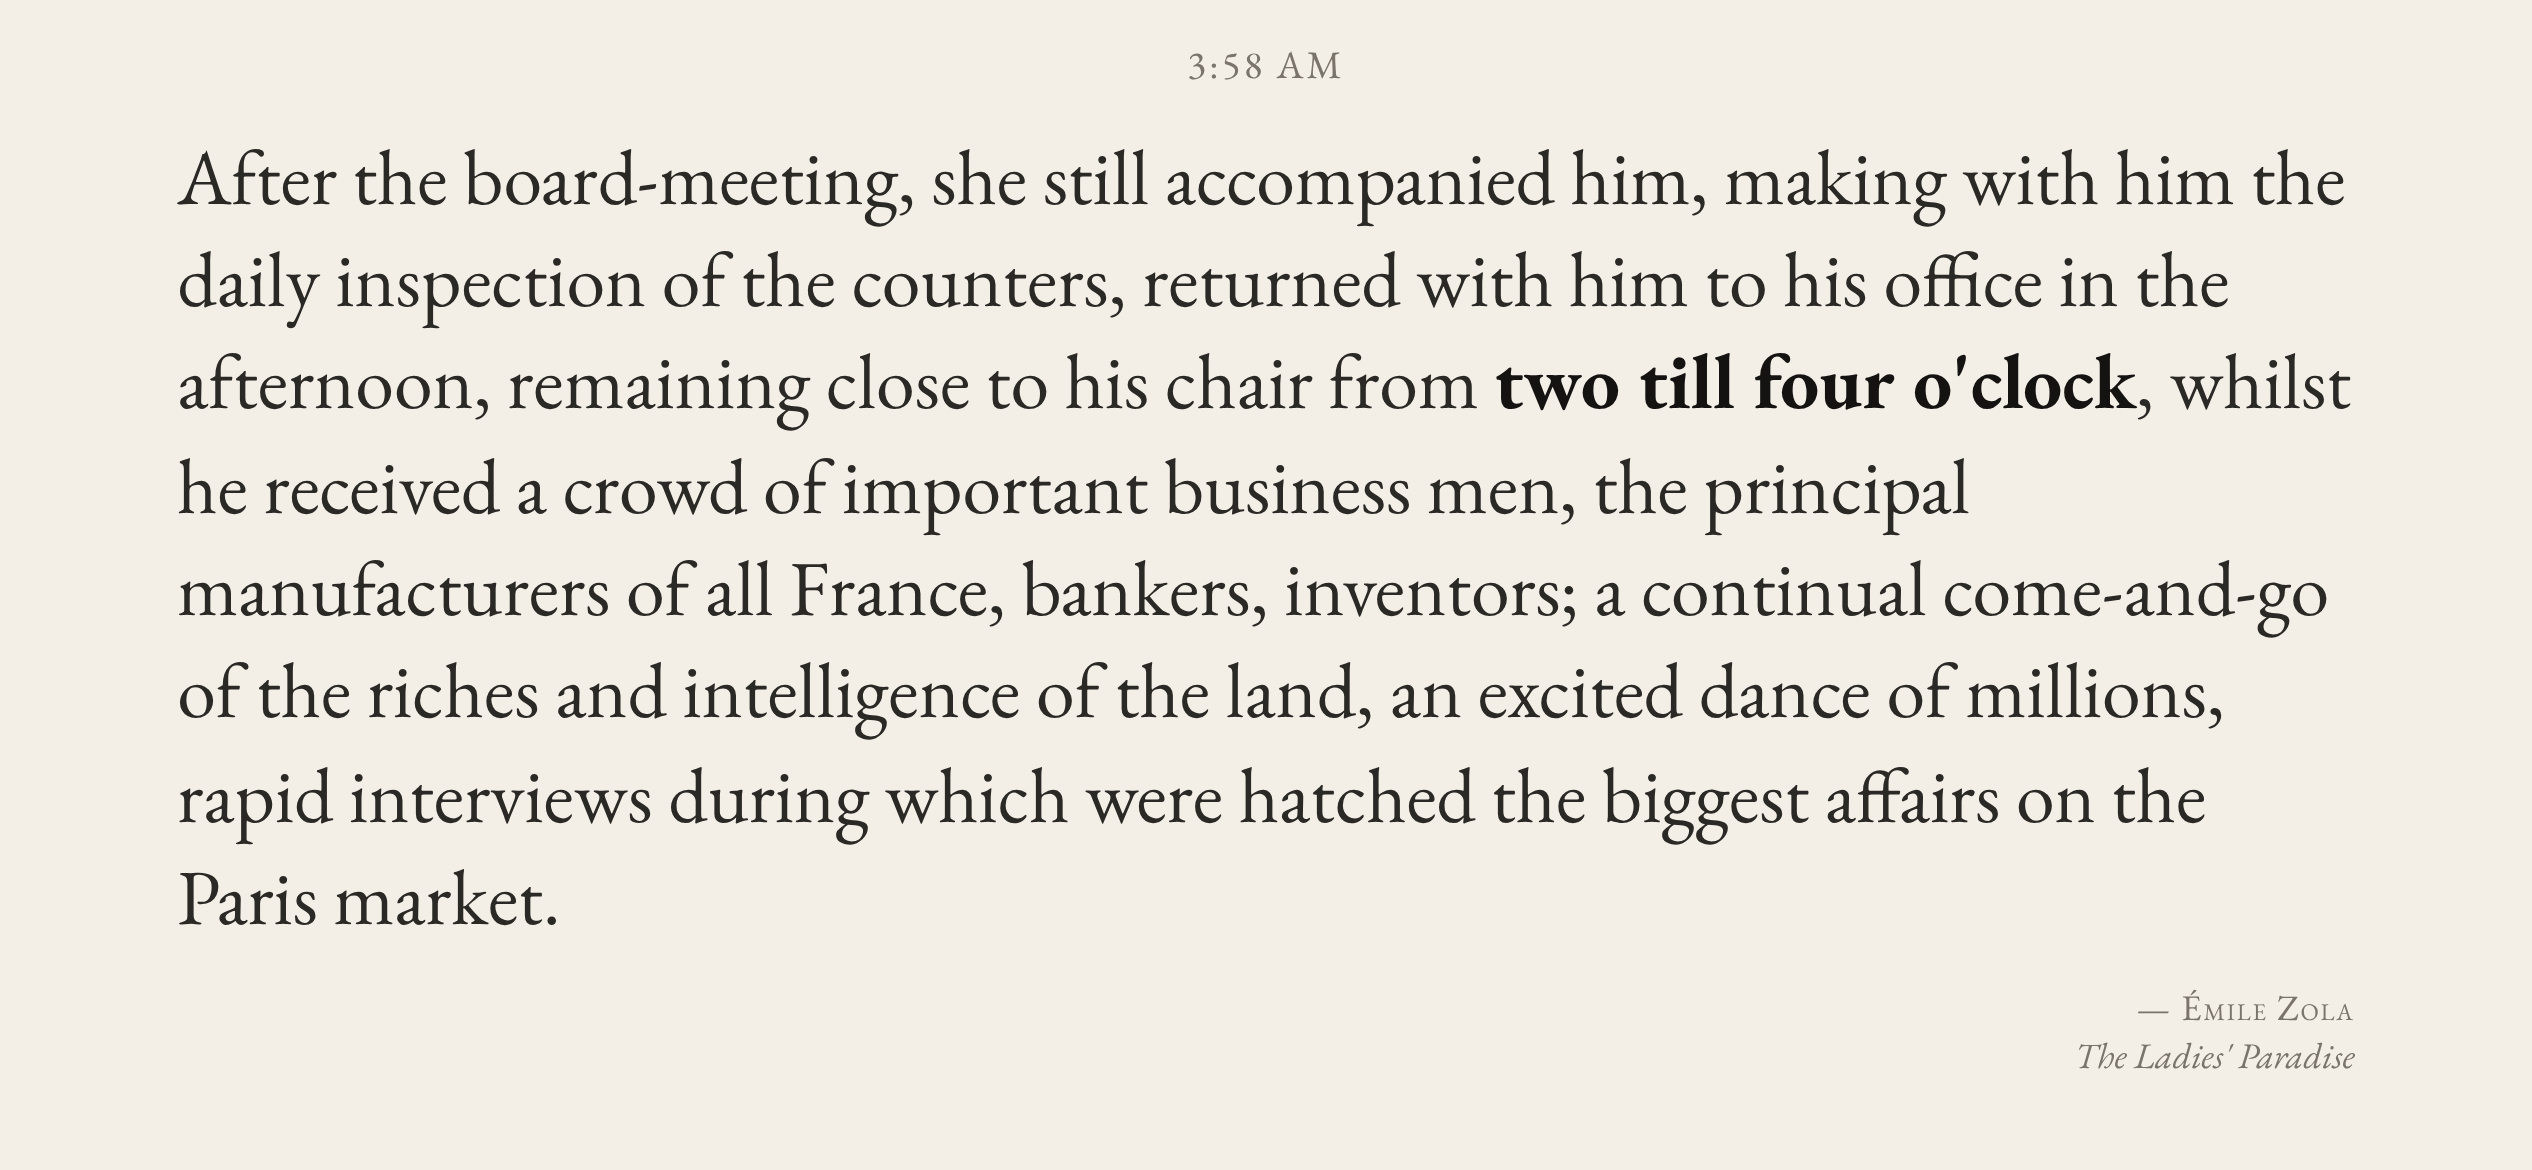 3:58 AM
After the board-meeting, she still accompanied him, making with him the
daily inspection of the counters, returned with him to his office in the
afternoon, remaining close to his chair from two till four o'clock, whilst
he received a crowd of important business men, the principal
manufacturers of all France, bankers, inventors; a continual come-and-go
of the riches and intelligence of the land, an excited dance of millions,
rapid interviews during which were hatched the biggest affairs on the
Paris market.
— Émile Zola
The Ladies' Paradise